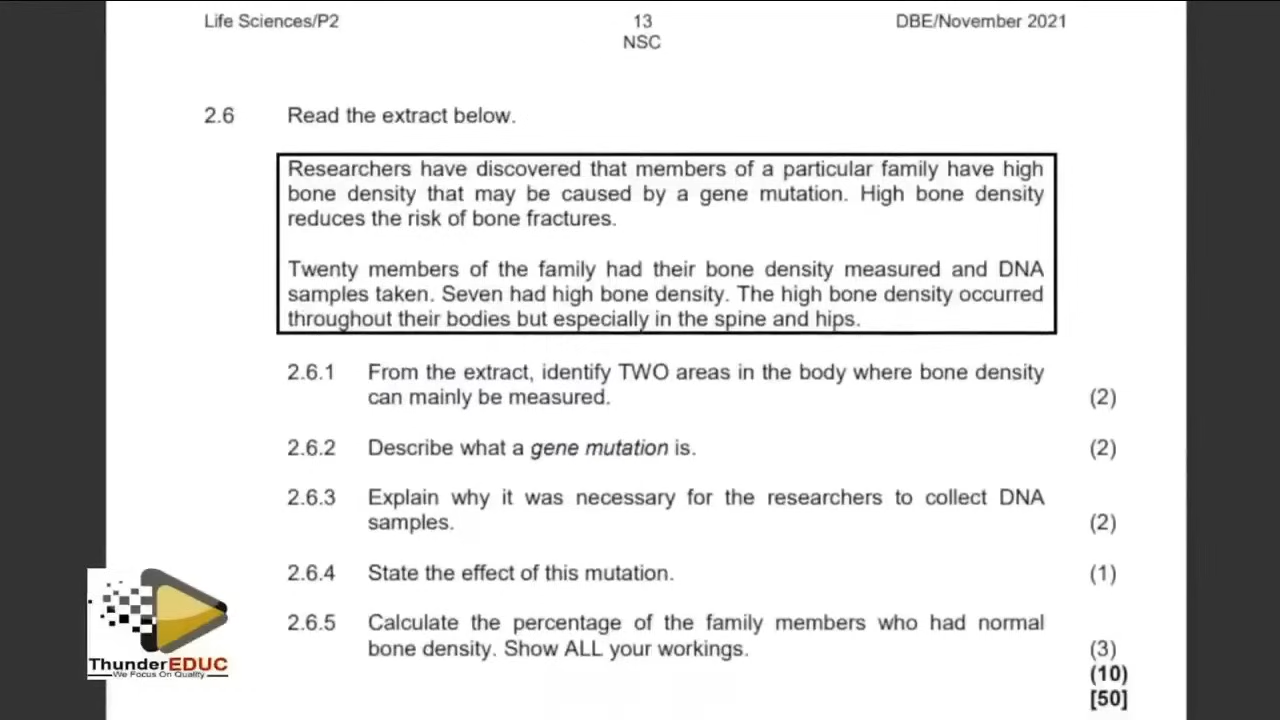 Life Sciences/P2 13 DBE/November 2021
NSC
2.6 Read the extract below.
Researchers have discovered that members of a particular family have high
bone density that may be caused by a gene mutation. High bone density
reduces the risk of bone fractures.
Twenty members of the family had their bone density measured and DNA
samples taken. Seven had high bone density. The high bone density occurred
throughout their bodies but especially in the spine and hips.
2.6.1 From the extract, identify TWO areas in the body where bone density
can mainly be measured. (2)
2.6.2 Describe what a gene mutation is. (2)
2.6.3 Explain why it was necessary for the researchers to collect DNA
samples. (2)
2.6.4 State the effect of this mutation. (1)
2.6.5 Calculate the percentage of the family members who had normal
bone density. Show ALL your workings. (3)
(10)
[50]
ThunderEDUC
We Focus On Quality